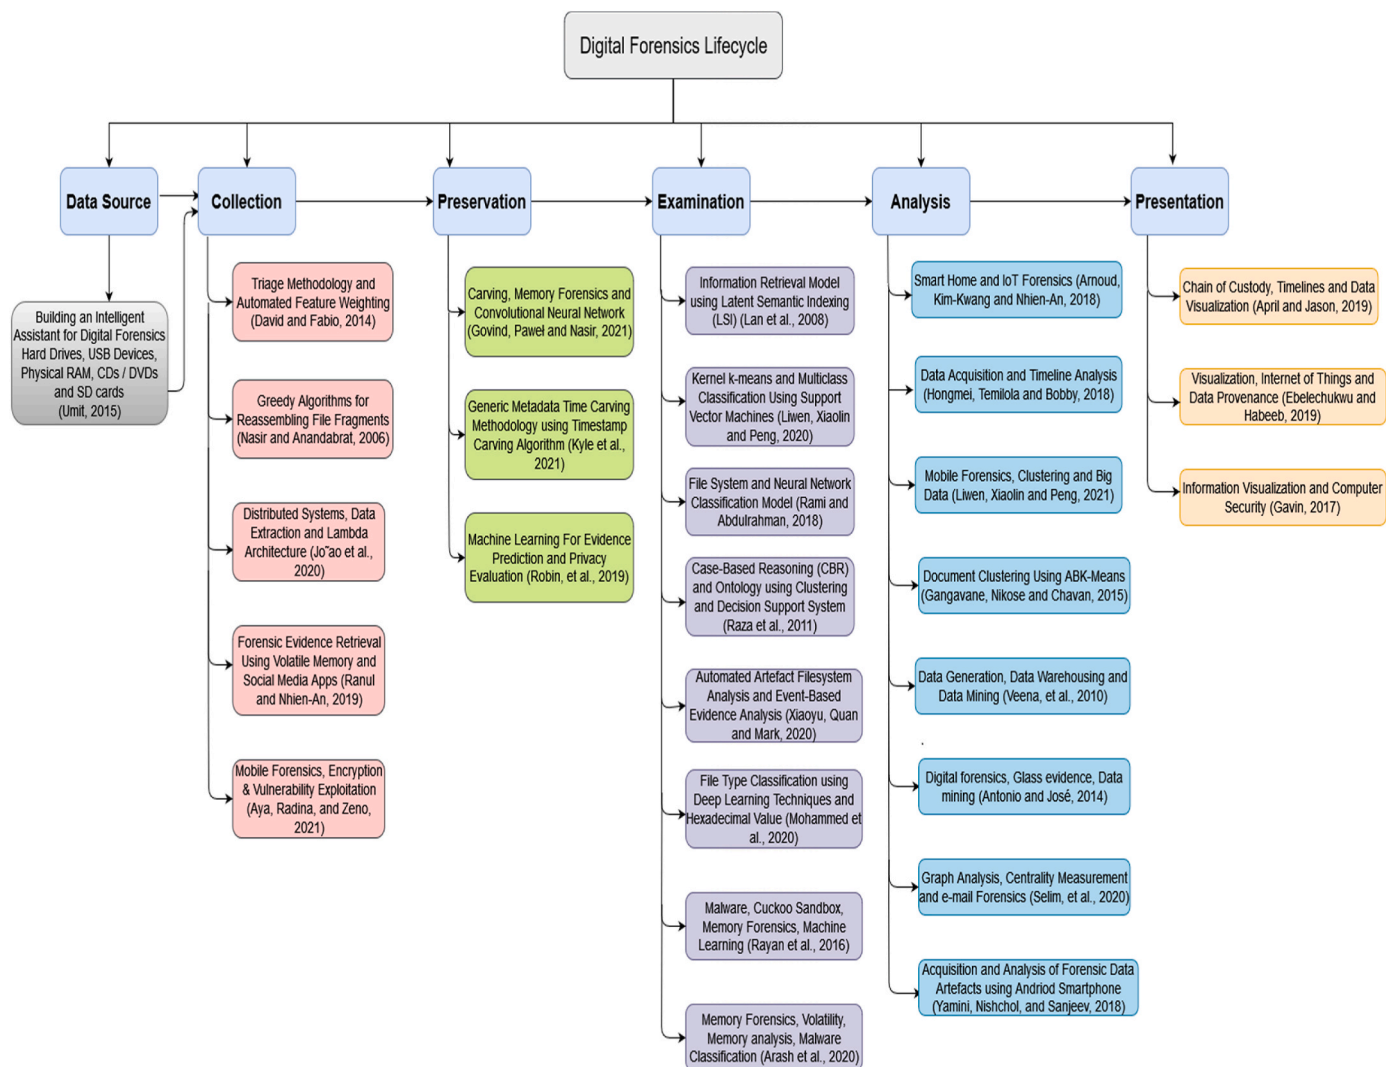 Digital Forensics Lifecycle
Data Source
Collection
Preservation
Examination
Analysis
Presentation
Building an Intelligent
Assistant for Digital Forensics
Hard Drives, USB Devices,
Physical RAM, CDs / DVDs
and SD cards
(Umit, 2015)
Triage Methodology and
Automated Feature Weighting
(David and Fabio, 2014)
Greedy Algorithms for
Reassembling File Fragments
(Nasir and Anandabrat, 2006)
Distributed Systems, Data
Extraction and Lambda
Architecture (Jo˜ao et al.,
2020)
Forensic Evidence Retrieval
Using Volatile Memory and
Social Media Apps (Ranul
and Nhien-An, 2019)
Mobile Forensics, Encryption
& Vulnerability Exploitation
(Aya, Radina, and Zeno,
2021)
Carving, Memory Forensics and
Convolutional Neural Network
(Govind, Paweł and Nasir, 2021)
Generic Metadata Time Carving
Methodology using Timestamp
Carving Algorithm (Kyle et al.,
2021)
Machine Learning For Evidence
Prediction and Privacy
Evaluation (Robin, et al., 2019)
Information Retrieval Model
using Latent Semantic Indexing
(LSI) (Lan et al., 2008)
Kernel k-means and Multiclass
Classification Using Support
Vector Machines (Liwen, Xiaolin
and Peng, 2020)
File System and Neural Network
Classification Model (Rami and
Abdulrahman, 2018)
Case-Based Reasoning (CBR)
and Ontology using Clustering
and Decision Support System
(Raza et al., 2011)
Automated Artefact Filesystem
Analysis and Event-Based
Evidence Analysis (Xiaoyu, Quan
and Mark, 2020)
File Type Classification using
Deep Learning Techniques and
Hexadecimal Value (Mohammed et
al., 2020)
Malware, Cuckoo Sandbox,
Memory Forensics, Machine
Learning (Rayan et al., 2016)
Memory Forensics, Volatility,
Memory analysis, Malware
Classification (Arash et al., 2020)
Smart Home and IoT Forensics (Arnoud,
Kim-Kwang and Nhien-An, 2018)
Data Acquisition and Timeline Analysis
(Hongmei, Temilola and Bobby, 2018)
Mobile Forensics, Clustering and Big
Data (Liwen, Xiaolin and Peng, 2021)
Document Clustering Using ABK-Means
(Gangavane, Nikose and Chavan, 2015)
Data Generation, Data Warehousing and
Data Mining (Veena, et al., 2010)
Digital forensics, Glass evidence, Data
mining (Antonio and José, 2014)
Graph Analysis, Centrality Measurement
and e-mail Forensics (Selim, et al., 2020)
Acquisition and Analysis of Forensic Data
Artefacts using Andriod Smartphone
(Yamini, Nishchol, and Sanjeev, 2018)
Chain of Custody, Timelines and Data
Visualization (April and Jason, 2019)
Visualization, Internet of Things and
Data Provenance (Ebelechukwu and
Habeeb, 2019)
Information Visualization and Computer
Security (Gavin, 2017)